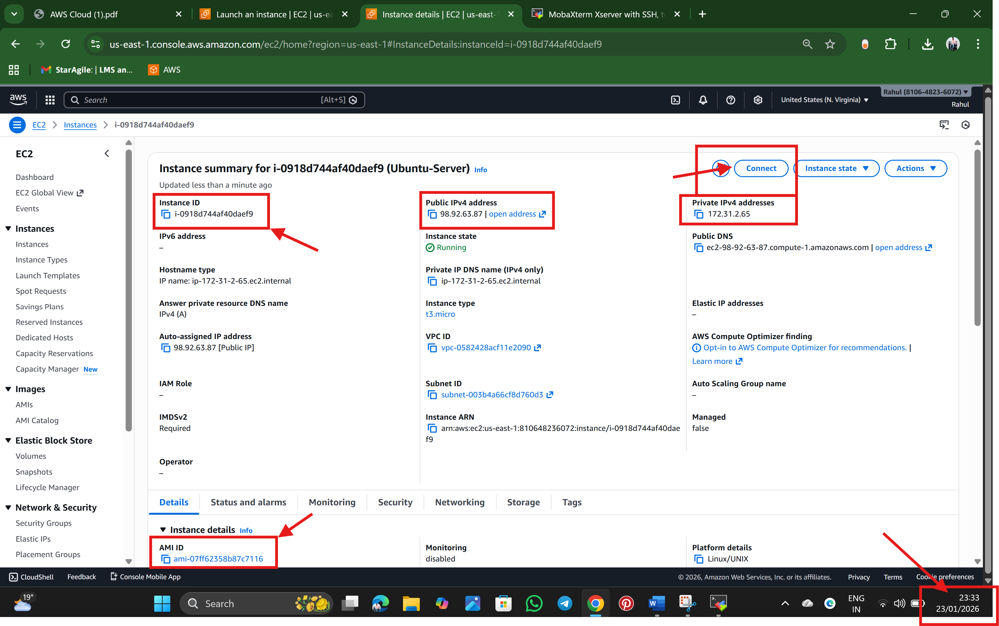 AWS Cloud (1).pdf
Launch an instance | EC2 | us-ea
Instance details | EC2 | us-east-1
MobaXterm Xserver with SSH, t
us-east-1.console.aws.amazon.com/ec2/home?region=us-east-1#InstanceDetails:instanceId=i-0918d744af40daef9
StarAgile: | LMS an...
AWS
aws
Search
[Alt+S]
United States (N. Virginia)
Rahul (8106-4823-6072)
Rahul
EC2
Instances
i-0918d744af40daef9
EC2
Dashboard
EC2 Global View
Events
Instances
Instances
Instance Types
Launch Templates
Spot Requests
Savings Plans
Reserved Instances
Dedicated Hosts
Capacity Reservations
Capacity Manager New
Images
AMIs
AMI Catalog
Elastic Block Store
Volumes
Snapshots
Lifecycle Manager
Network & Security
Security Groups
Elastic IPs
Placement Groups
Instance summary for i-0918d744af40daef9 (Ubuntu-Server) Info
Updated less than a minute ago
Connect
Instance state
Actions
Instance ID
i-0918d744af40daef9
Public IPv4 address
98.92.63.87 | open address
Private IPv4 addresses
172.31.2.65
IPv6 address
–
Instance state
Running
Public DNS
ec2-98-92-63-87.compute-1.amazonaws.com | open address
Hostname type
IP name: ip-172-31-2-65.ec2.internal
Private IP DNS name (IPv4 only)
ip-172-31-2-65.ec2.internal
Answer private resource DNS name
IPv4 (A)
Instance type
t3.micro
Elastic IP addresses
–
Auto-assigned IP address
98.92.63.87 [Public IP]
VPC ID
vpc-0582428acf11e2090
AWS Compute Optimizer finding
Opt-in to AWS Compute Optimizer for recommendations. |
Learn more
IAM Role
–
Subnet ID
subnet-003b4a66cf8d760d3
Auto Scaling Group name
–
IMDSv2
Required
Instance ARN
arn:aws:ec2:us-east-1:810648236072:instance/i-0918d744af40dae
f9
Managed
false
Operator
–
Details
Status and alarms
Monitoring
Security
Networking
Storage
Tags
Instance details Info
AMI ID
ami-07ff62358b87c7116
Monitoring
disabled
Platform details
Linux/UNIX
CloudShell
Feedback
Console Mobile App
© 2026, Amazon Web Services, Inc. or its affiliates.
Privacy
Terms
Cookie preferences
19°
Search
ENG
IN
23:33
23/01/2026